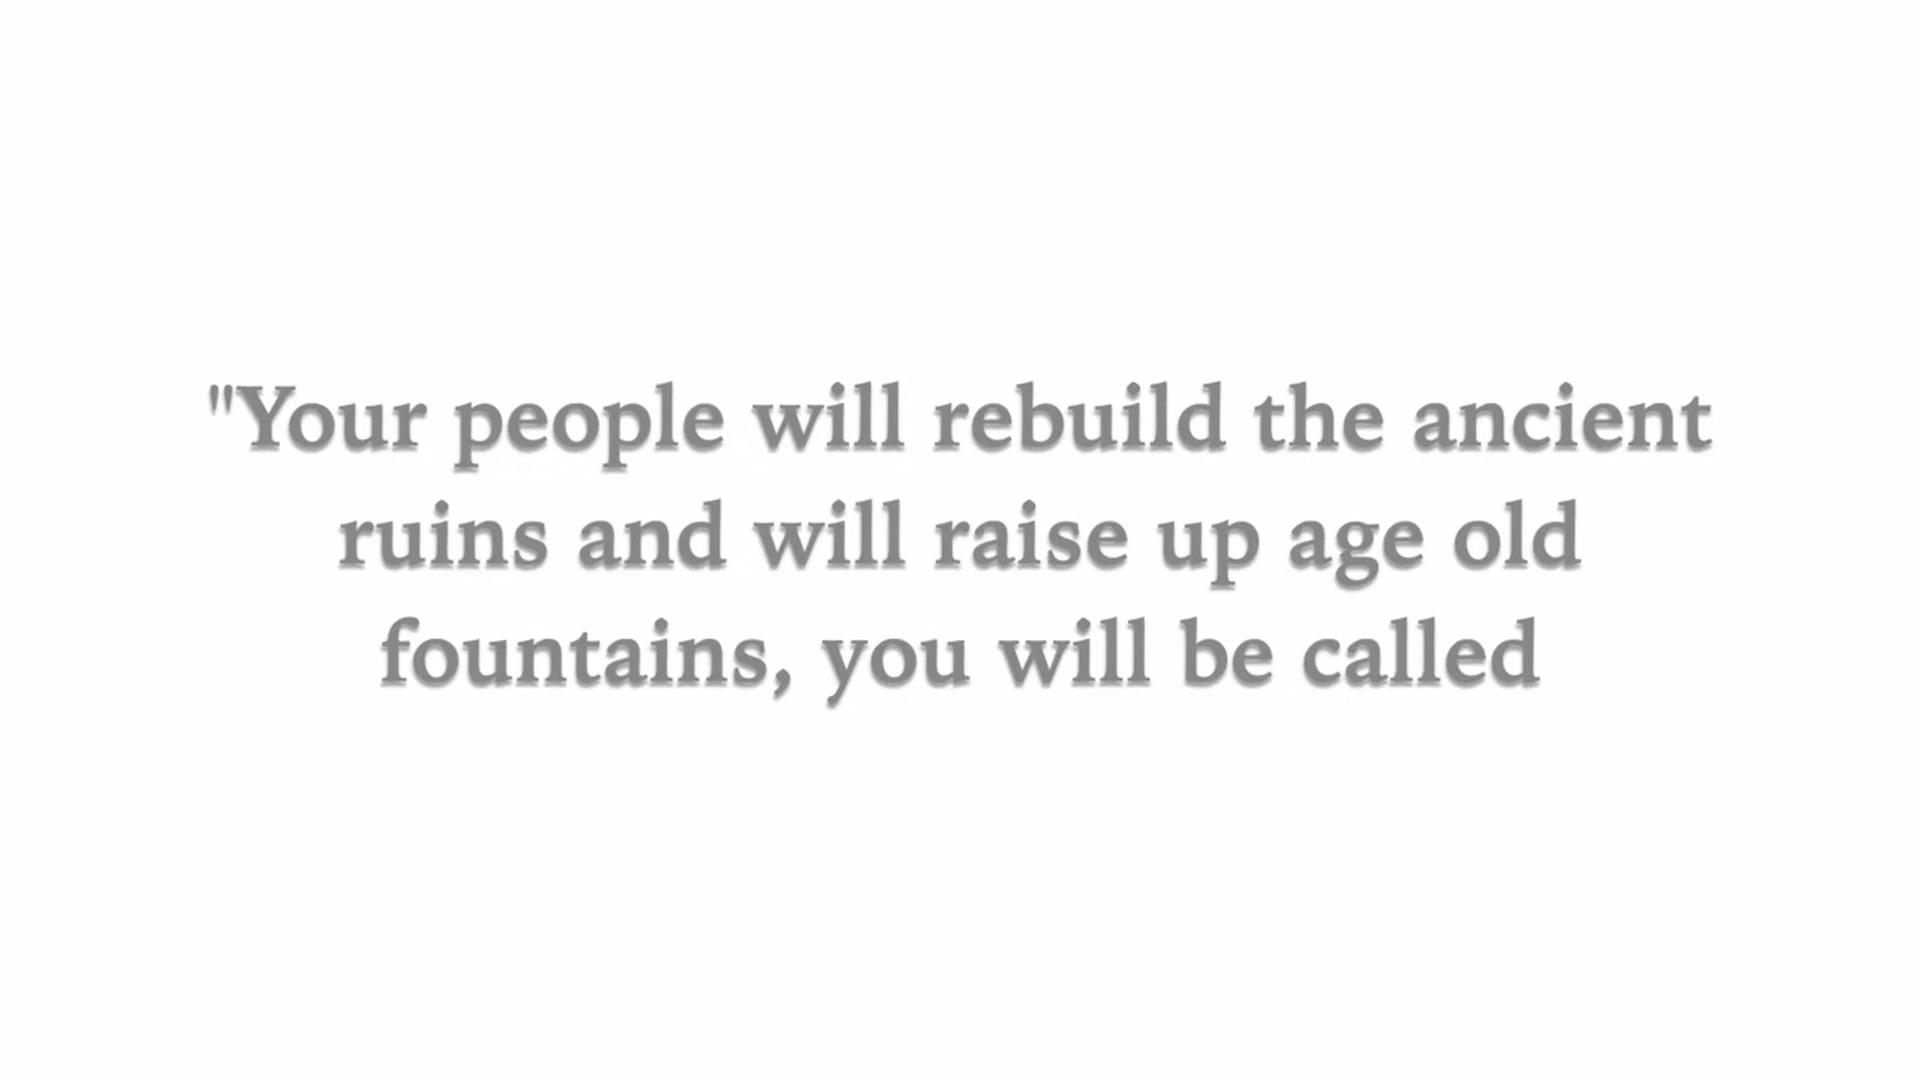 "Your people will rebuild the ancient
ruins and will raise up age old
fountains, you will be called